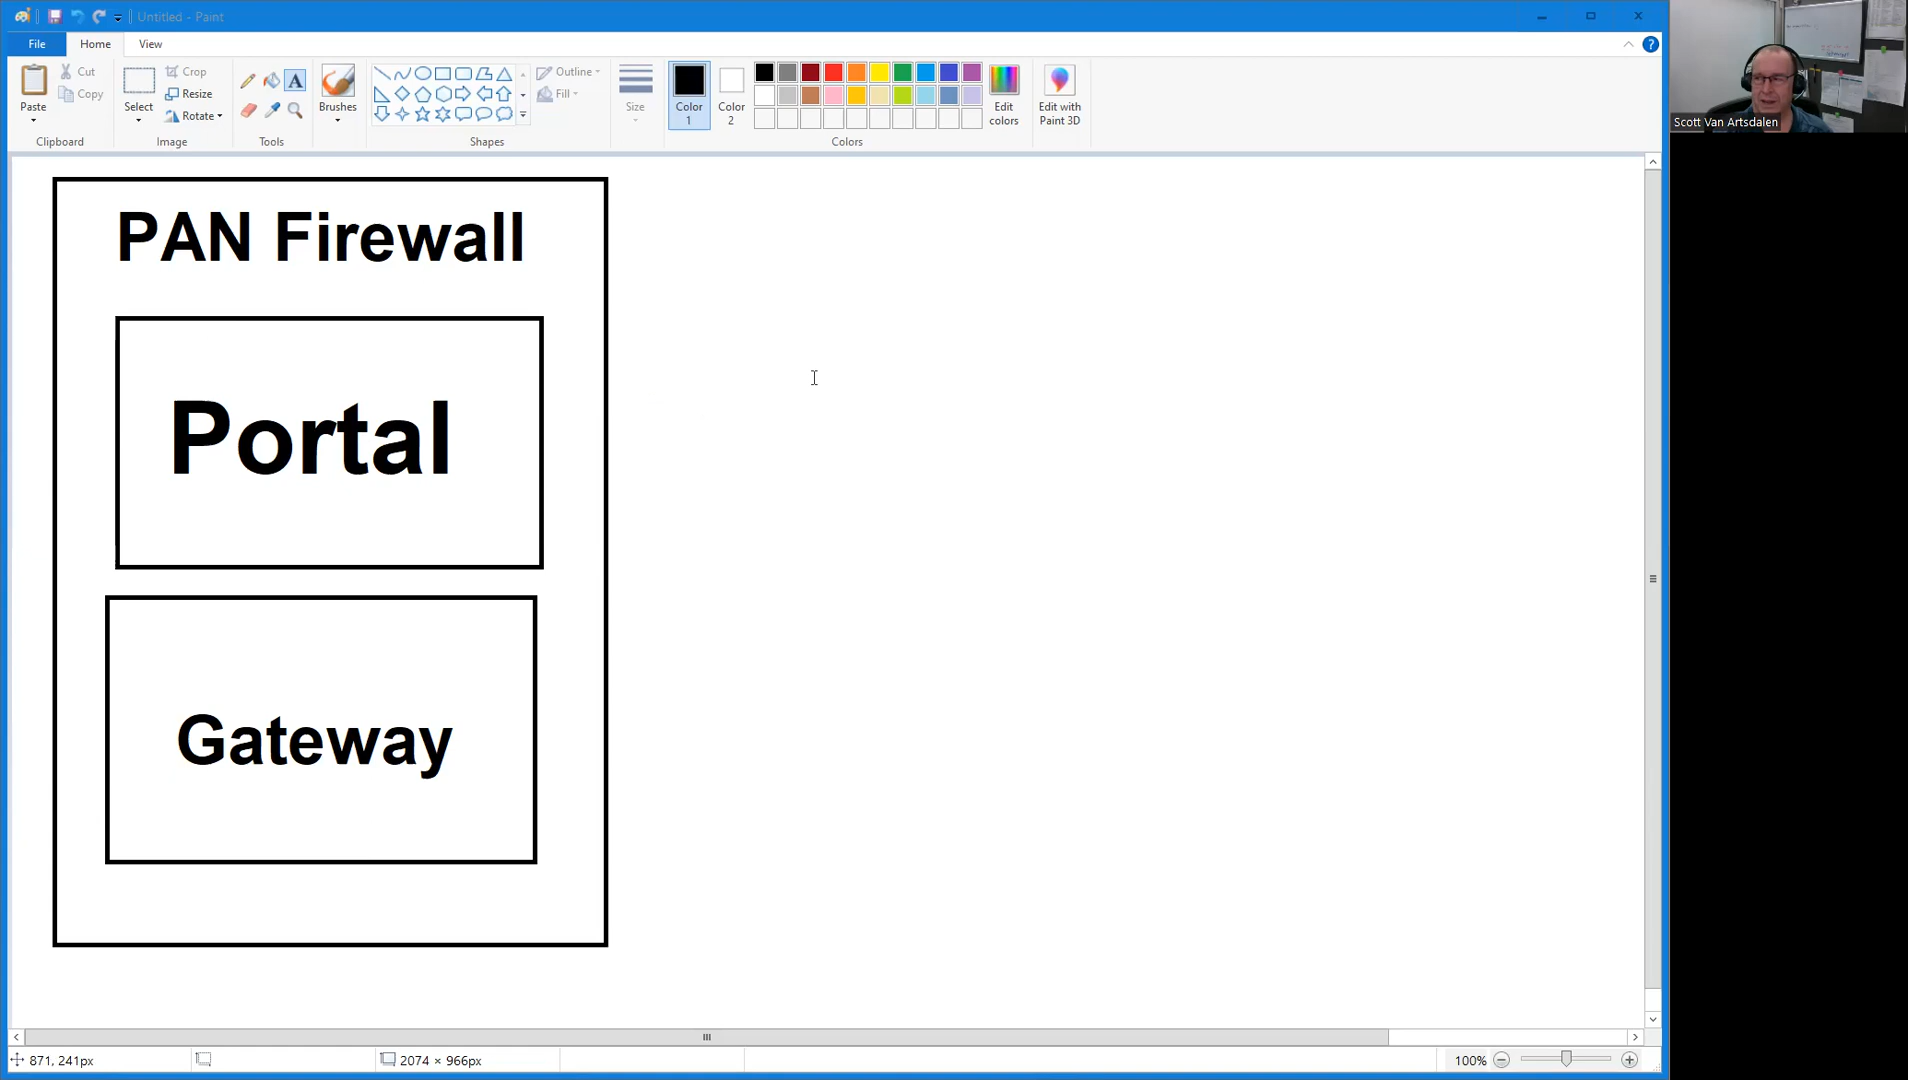 Untitled - Paint
File
Home
View
Paste
Cut
Copy
Clipboard
Select
Crop
Resize
Rotate
Image
A
Tools
Brushes
Shapes
Outline
Fill
Size
Color
1
Color
2
Edit
colors
Colors
Edit with
Paint 3D
?
Scott Van Artsdalen
PAN Firewall
Portal
Gateway
871, 241px
2074 × 966px
100%